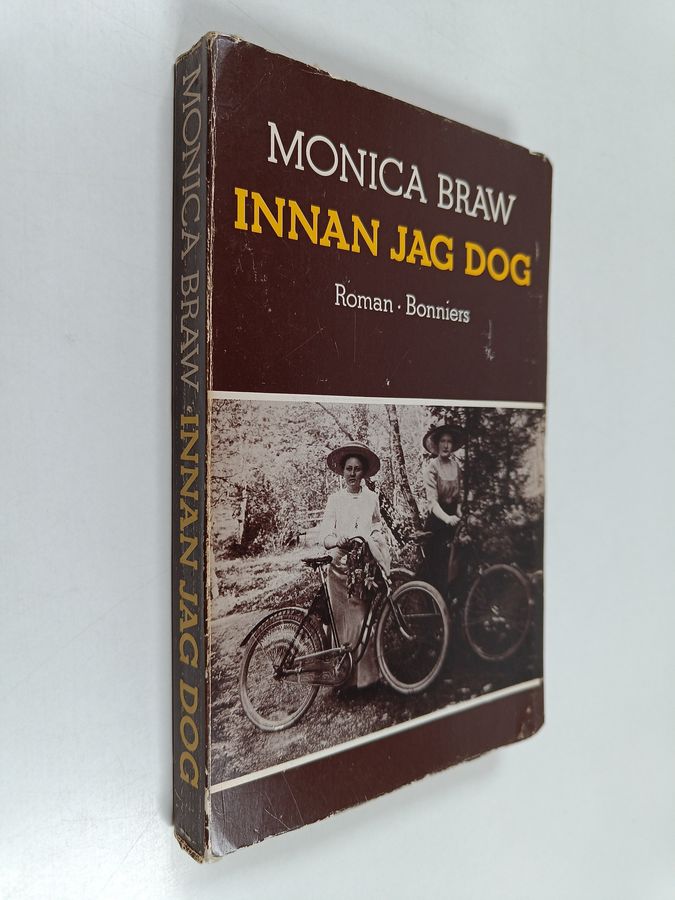 MONICA BRAW
INNAN JAG DOG
Roman · Bonniers
MONICA BRAW · INNAN JAG DOG